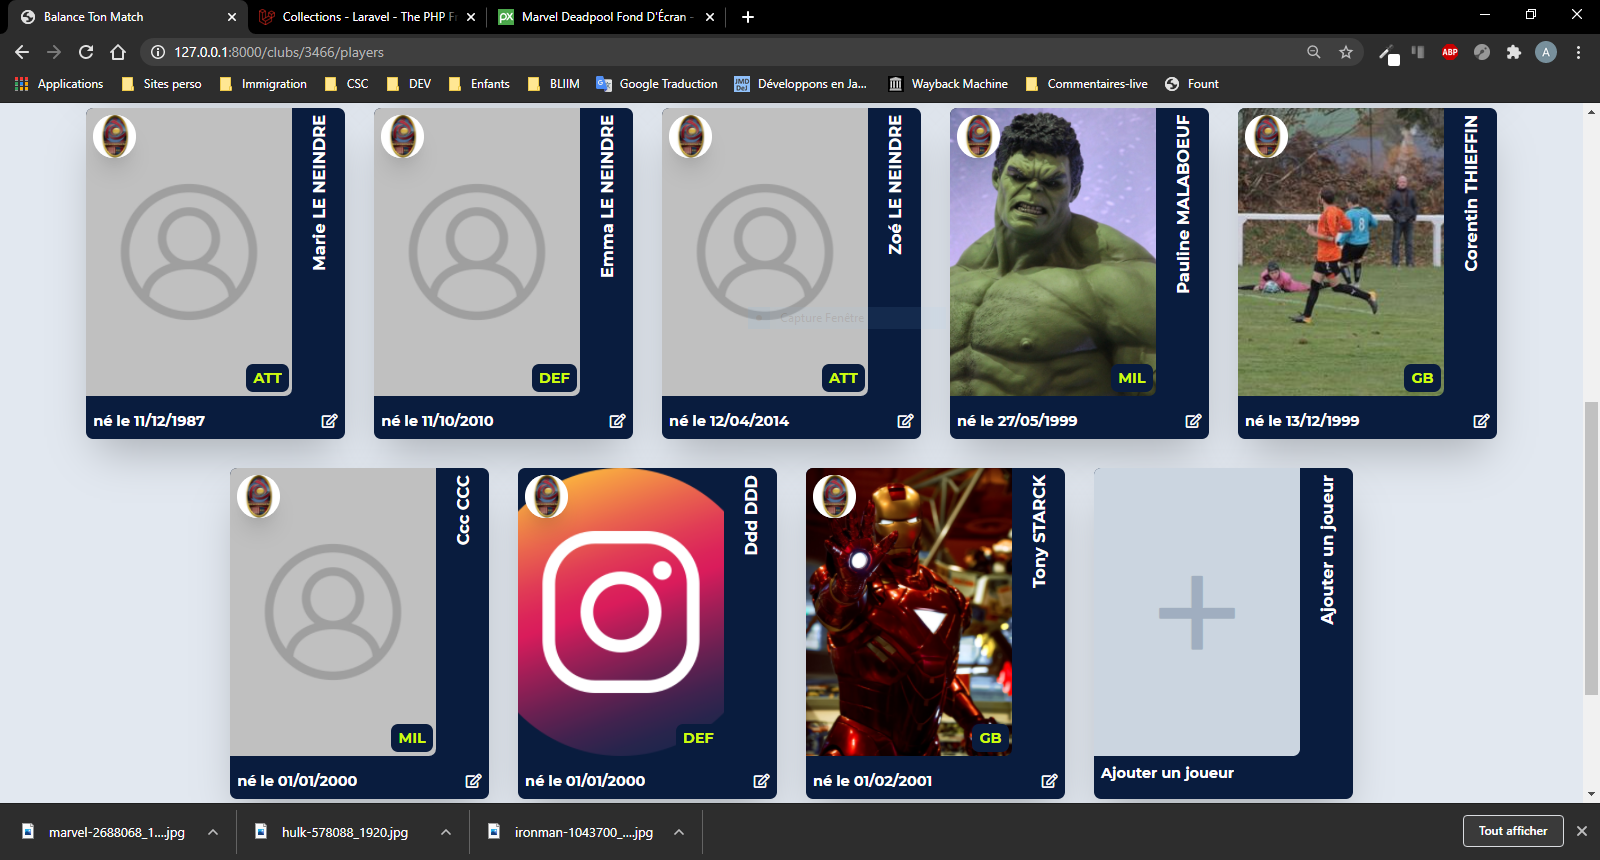 Balance Ton Match
Collections - Laravel - The PHP Fr
px
Marvel Deadpool Fond D'Écran -
127.0.0.1:8000/clubs/3466/players
ABP
A
Applications
Sites perso
Immigration
CSC
DEV
Enfants
BLIIM
Google Traduction
JMD
DeJ
Développons en Ja...
Wayback Machine
Commentaires-live
Fount
Marie LE NEINDRE
ATT
né le 11/12/1987
Emma LE NEINDRE
DEF
né le 11/10/2010
Zoé LE NEINDRE
Capture Fenêtre
ATT
né le 12/04/2014
Pauline MALABOEUF
MIL
né le 27/05/1999
Corentin THIEFFIN
8
GB
né le 13/12/1999
Ccc CCC
MIL
né le 01/01/2000
Ddd DDD
DEF
né le 01/01/2000
Tony STARCK
GB
né le 01/02/2001
Ajouter un joueur
Ajouter un joueur
marvel-2688068_1....jpg
hulk-578088_1920.jpg
ironman-1043700_....jpg
Tout afficher